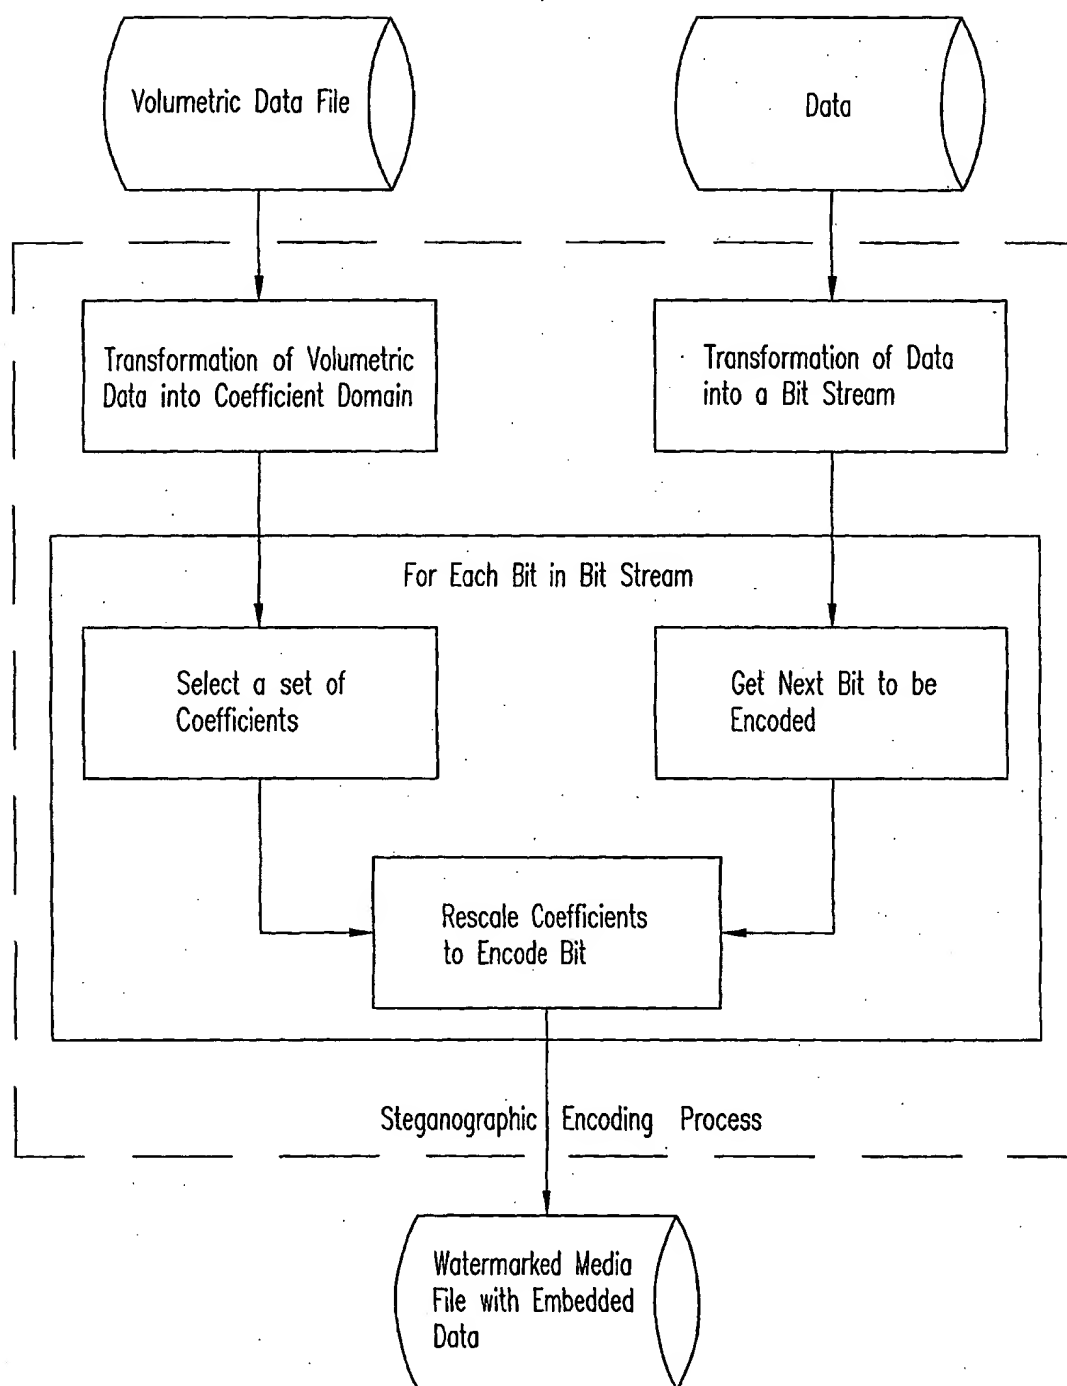 Volumetric Data File
Data
Transformation of Volumetric
Data into Coefficient Domain
Transformation of Data
into a Bit Stream
For Each Bit in Bit Stream
Select a set of
Coefficients
Get Next Bit to be
Encoded
Rescale Coefficients
to Encode Bit
Steganographic Encoding Process
Watermarked Media
File with Embedded
Data